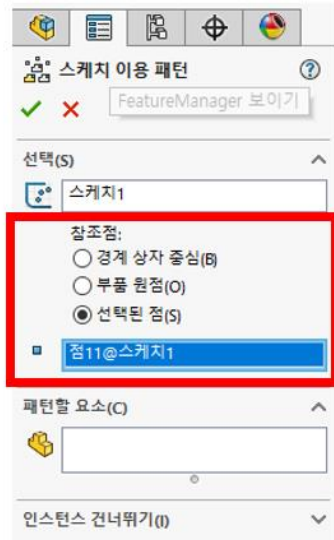 스케치 이용 패턴
FeatureManager 보이기
선택(S)
스케치1
참조점:
경계 상자 중심(B)
부품 원점(O)
선택된 점(S)
점11@스케치1
패턴할 요소(C)
인스턴스 건너뛰기(I)